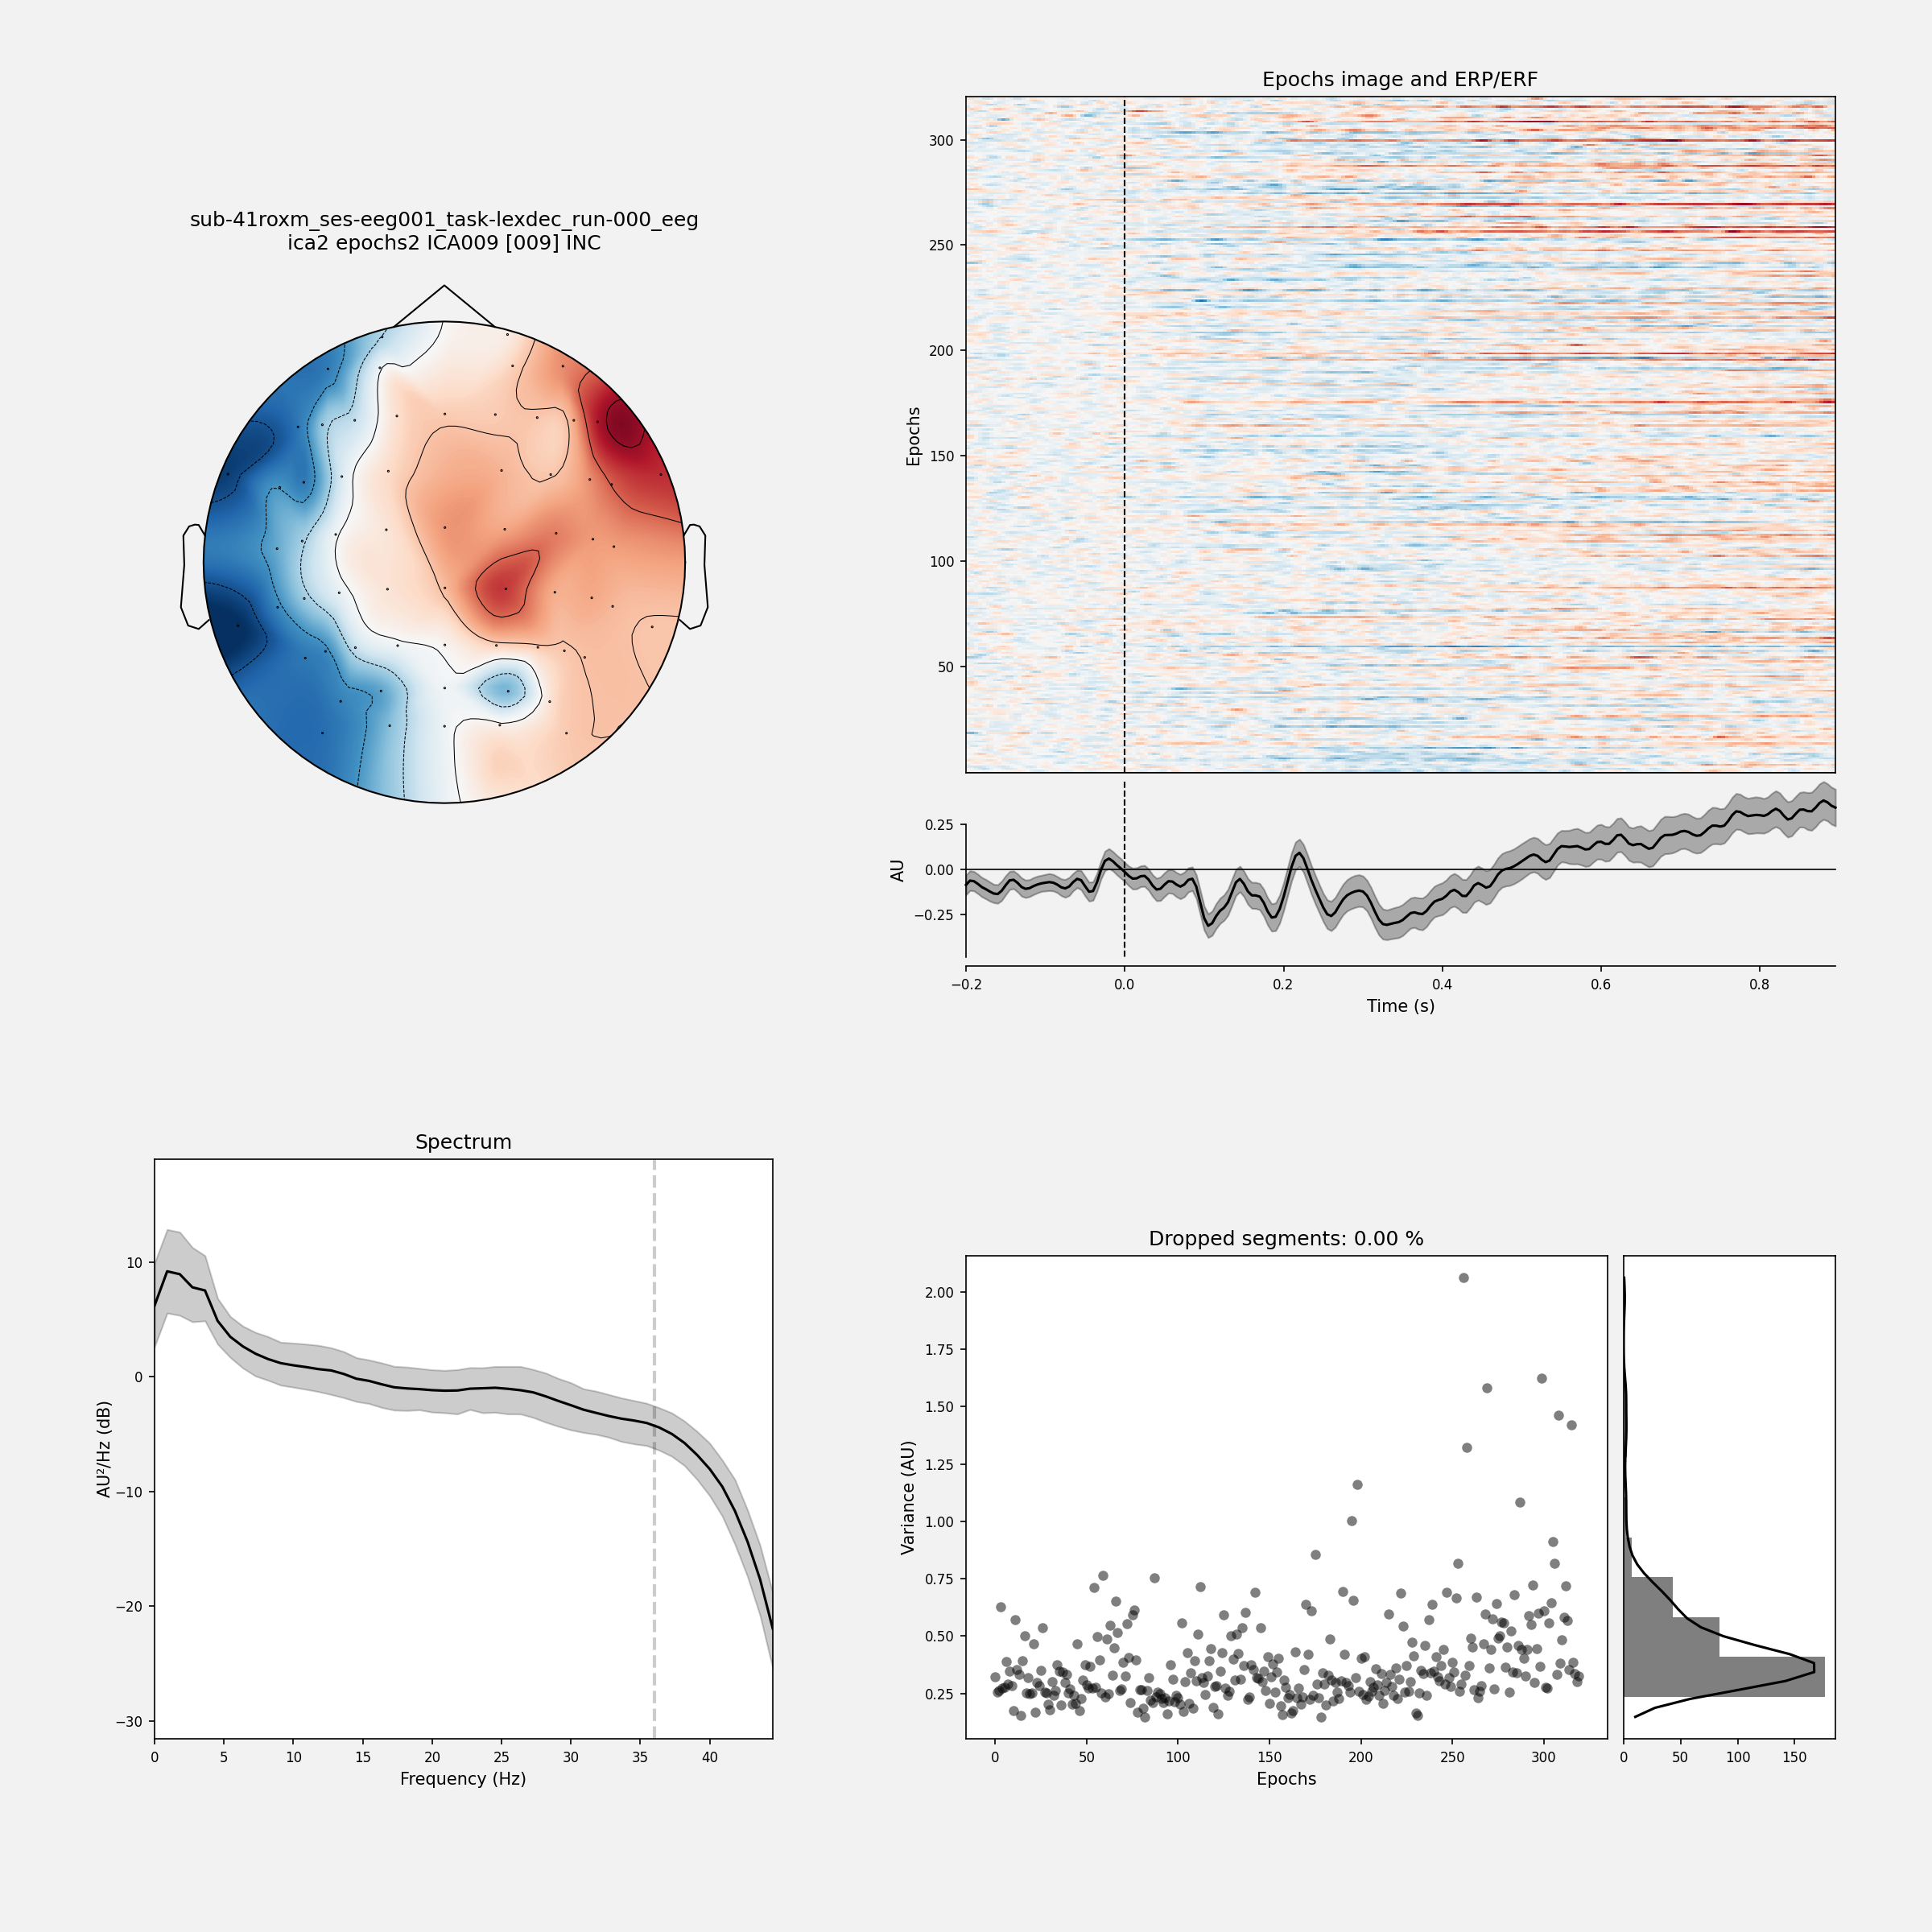 sub-41roxm_ses-eeg001_task-lexdec_run-000_eeg
ica2 epochs2 ICA009 [009] INC
Epochs image and ERP/ERF
Epochs
300
250
200
150
100
50
AU
0.25
0.00
−0.25
−0.2 0.0 0.2 0.4 0.6 0.8
Time (s)
Spectrum
AU²/Hz (dB)
10
0
−10
−20
−30
0 5 10 15 20 25 30 35 40
Frequency (Hz)
Dropped segments: 0.00 %
Variance (AU)
2.00
1.75
1.50
1.25
1.00
0.75
0.50
0.25
0 50 100 150 200 250 300
Epochs
0 50 100 150